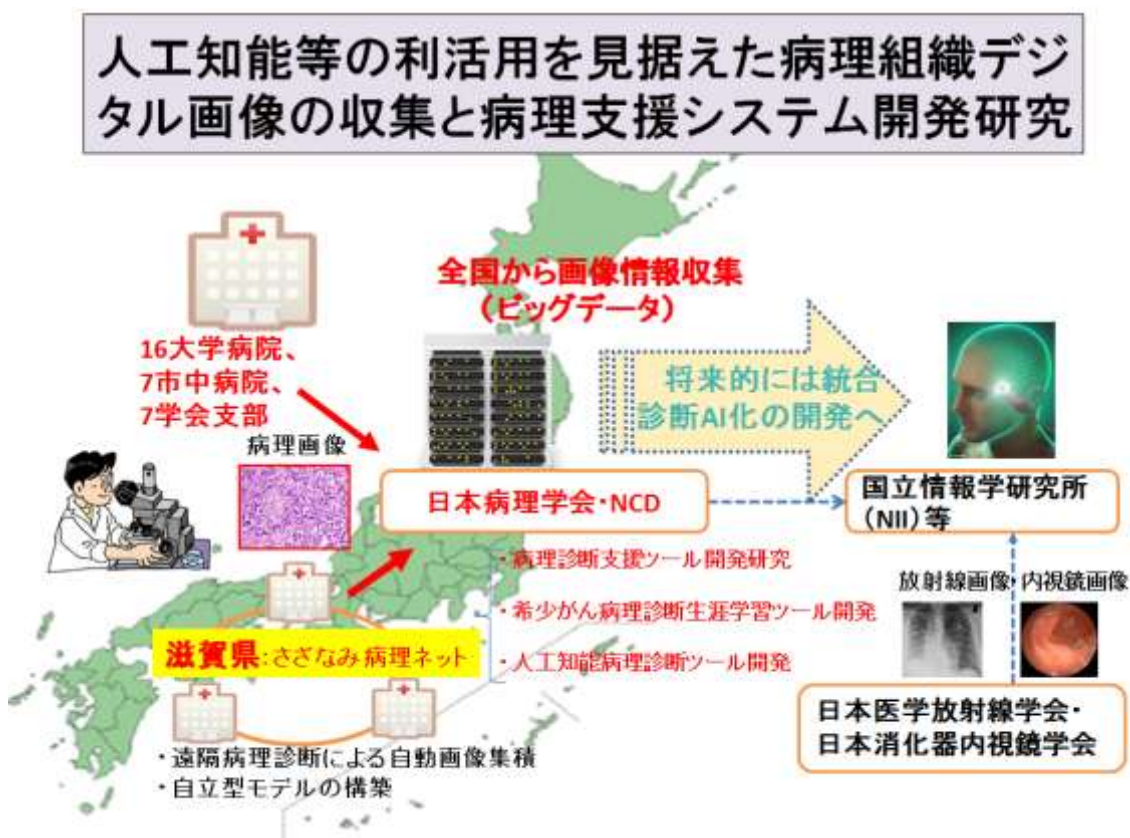 人工知能等の利活用を見据えた病理組織デジ
タル画像の収集と病理支援システム開発研究
全国から画像情報収集
（ビッグデータ）
16大学病院、
7市中病院、
7学会支部
病理画像
将来的には統合
診断AI化の開発へ
日本病理学会・NCD
国立情報学研究所
（NII）等
・病理診断支援ツール開発研究
・希少がん病理診断生涯学習ツール開発
・人工知能病理診断ツール開発
放射線画像・内視鏡画像
滋賀県:さざなみ病理ネット
日本医学放射線学会・
日本消化器内視鏡学会
・遠隔病理診断による自動画像集積
・自立型モデルの構築